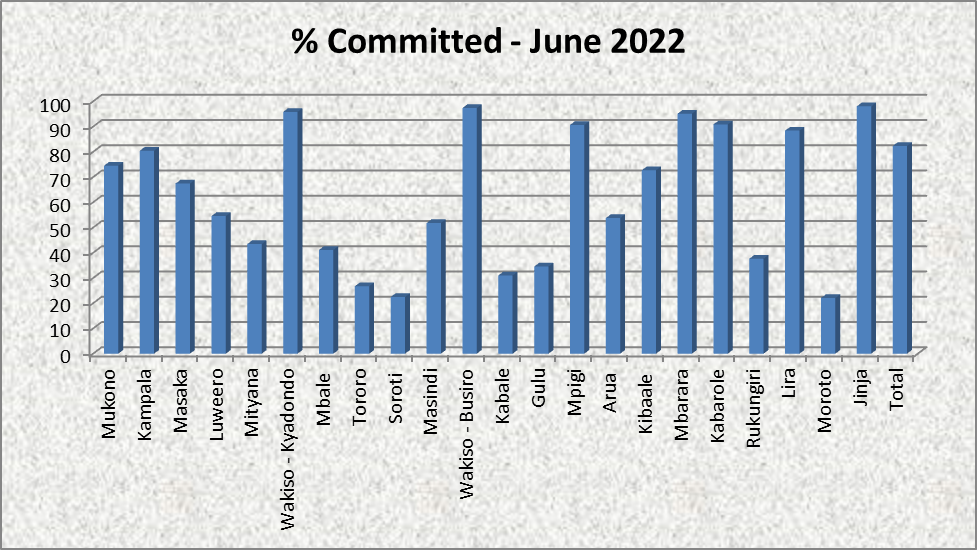 % Committed - June 2022
100
90
80
70
60
50
40
30
20
10
0
Mukono
Kampala
Masaka
Luweero
Mityana
Wakiso - Kyadondo
Mbale
Tororo
Soroti
Masindi
Wakiso - Busiro
Kabale
Gulu
Mpigi
Arua
Kibaale
Mbarara
Kabarole
Rukungiri
Lira
Moroto
Jinja
Total